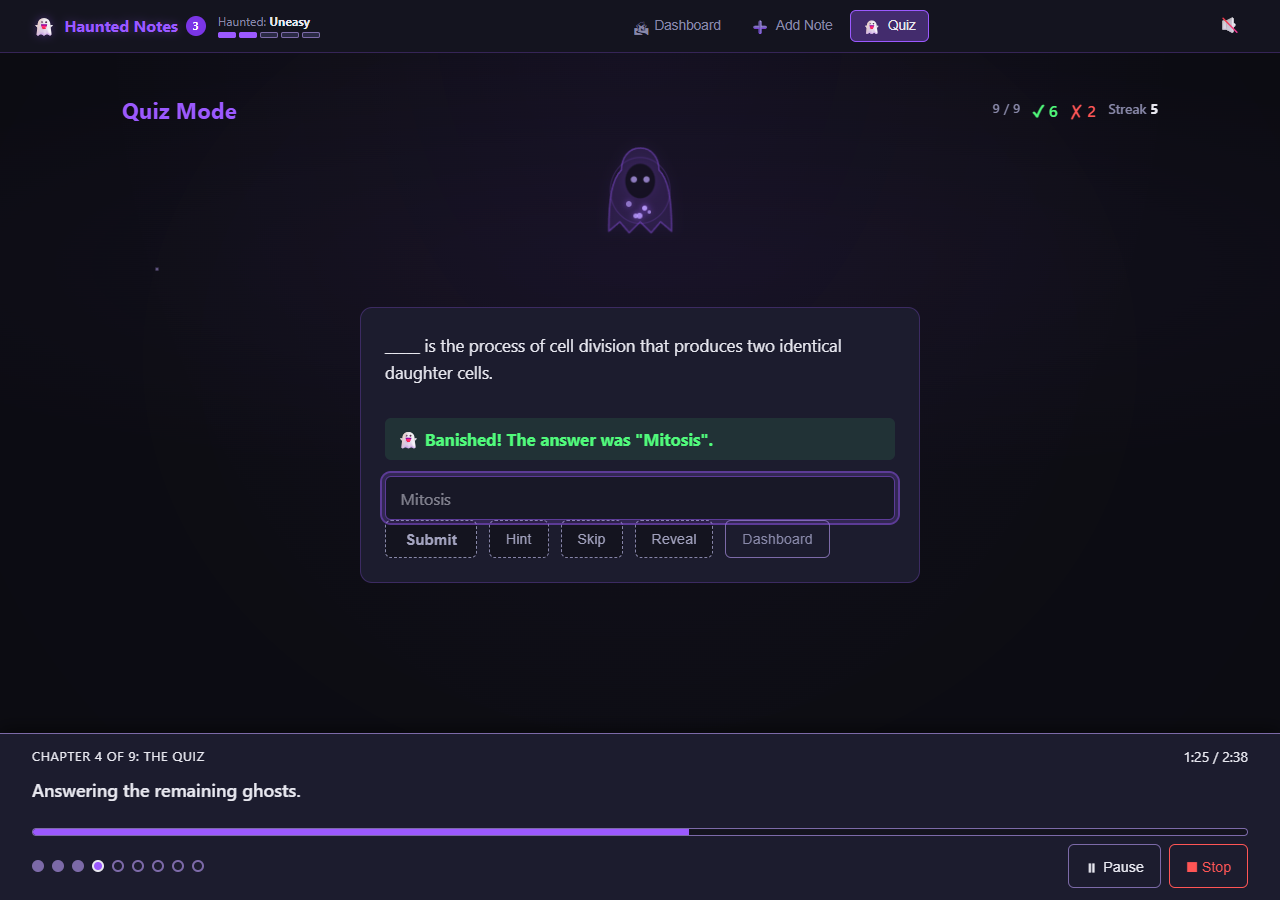 Haunted Notes 3
Haunted: Uneasy
Dashboard
Add Note
Quiz
Quiz Mode
9 / 9 ✓ 6 ✗ 2 Streak 5
_____ is the process of cell division that produces two identical
daughter cells.
Banished! The answer was "Mitosis".
Mitosis
Submit Hint Skip Reveal Dashboard
CHAPTER 4 OF 9: THE QUIZ
1:25 / 2:38
Answering the remaining ghosts.
Pause Stop